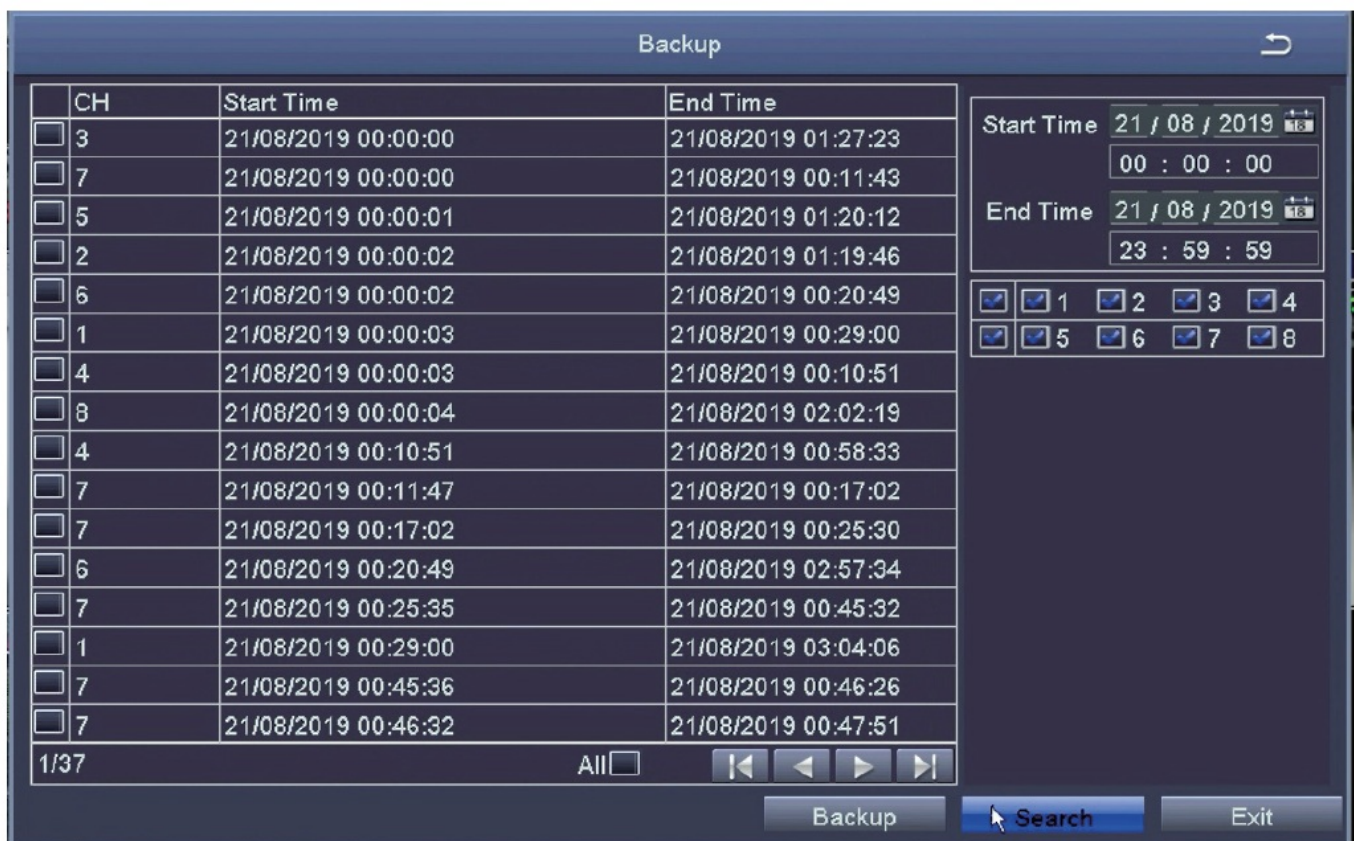 Backup
CH Start Time End Time
3 21/08/2019 00:00:00 21/08/2019 01:27:23
7 21/08/2019 00:00:00 21/08/2019 00:11:43
5 21/08/2019 00:00:01 21/08/2019 01:20:12
2 21/08/2019 00:00:02 21/08/2019 01:19:46
6 21/08/2019 00:00:02 21/08/2019 00:20:49
1 21/08/2019 00:00:03 21/08/2019 00:29:00
4 21/08/2019 00:00:03 21/08/2019 00:10:51
8 21/08/2019 00:00:04 21/08/2019 02:02:19
4 21/08/2019 00:10:51 21/08/2019 00:58:33
7 21/08/2019 00:11:47 21/08/2019 00:17:02
7 21/08/2019 00:17:02 21/08/2019 00:25:30
6 21/08/2019 00:20:49 21/08/2019 02:57:34
7 21/08/2019 00:25:35 21/08/2019 00:45:32
1 21/08/2019 00:29:00 21/08/2019 03:04:06
7 21/08/2019 00:45:36 21/08/2019 00:46:26
7 21/08/2019 00:46:32 21/08/2019 00:47:51
1/37 All
Start Time 21 / 08 / 2019 18
00 : 00 : 00
End Time 21 / 08 / 2019 18
23 : 59 : 59
1 2 3 4
5 6 7 8
Backup Search Exit